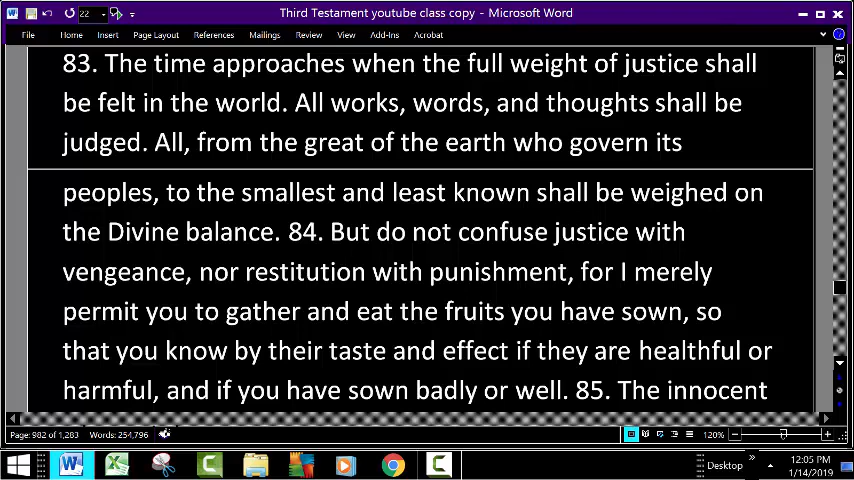 22
Third Testament youtube class copy - Microsoft Word
File Home Insert Page Layout References Mailings Review View Add-Ins Acrobat
83. The time approaches when the full weight of justice shall
be felt in the world. All works, words, and thoughts shall be
judged. All, from the great of the earth who govern its
peoples, to the smallest and least known shall be weighed on
the Divine balance. 84. But do not confuse justice with
vengeance, nor restitution with punishment, for I merely
permit you to gather and eat the fruits you have sown, so
that you know by their taste and effect if they are healthful or
harmful, and if you have sown badly or well. 85. The innocent
Page: 982 of 1,283 Words: 254,796 120%
Desktop
12:05 PM
1/14/2019